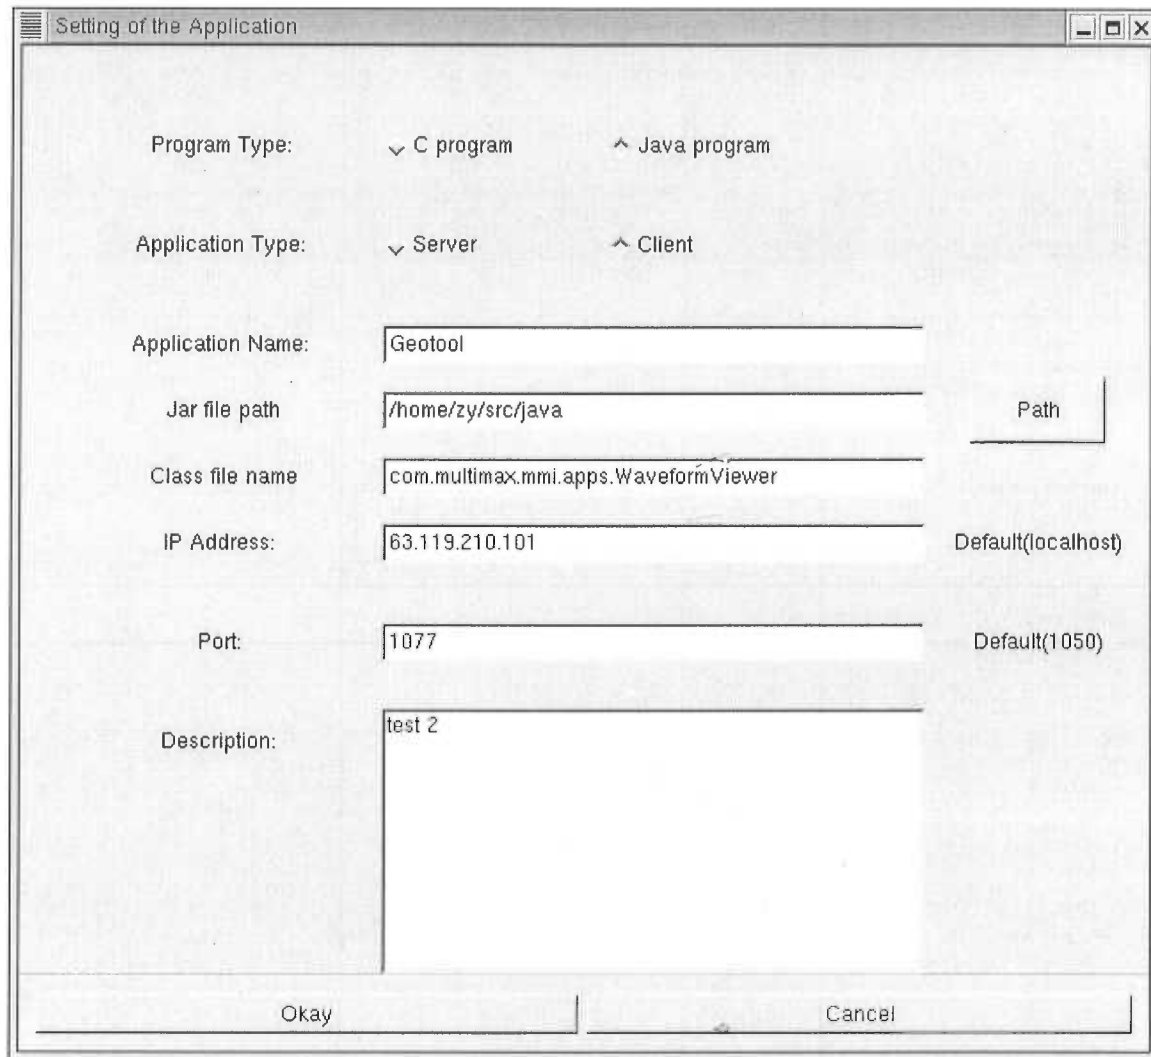 Setting of the Application
Program Type: C program Java program
Application Type: Server Client
Application Name: Geotool
Jar file path /home/zy/src/java Path
Class file name com.multimax.mmi.apps.WaveformViewer
IP Address: 63.119.210.101 Default(localhost)
Port: 1077 Default(1050)
Description: test 2
Okay Cancel